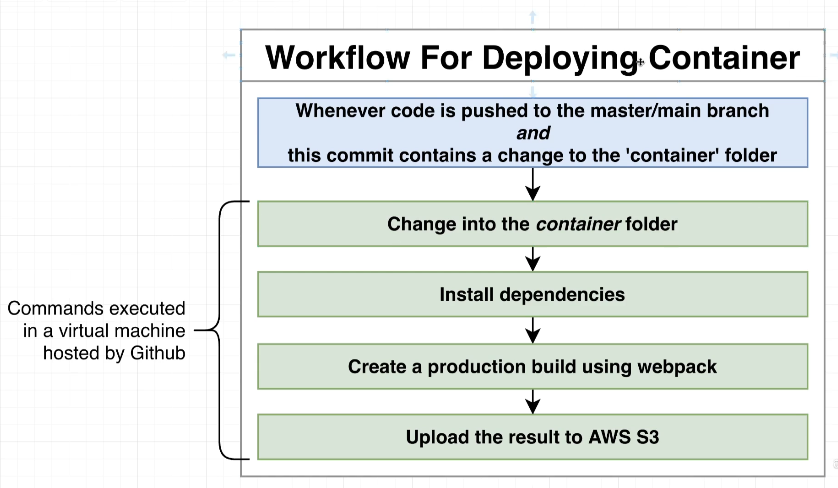 Workflow For Deploying Container
Whenever code is pushed to the master/main branch
and
this commit contains a change to the 'container' folder
Change into the container folder
Install dependencies
Create a production build using webpack
Upload the result to AWS S3
Commands executed
in a virtual machine
hosted by Github